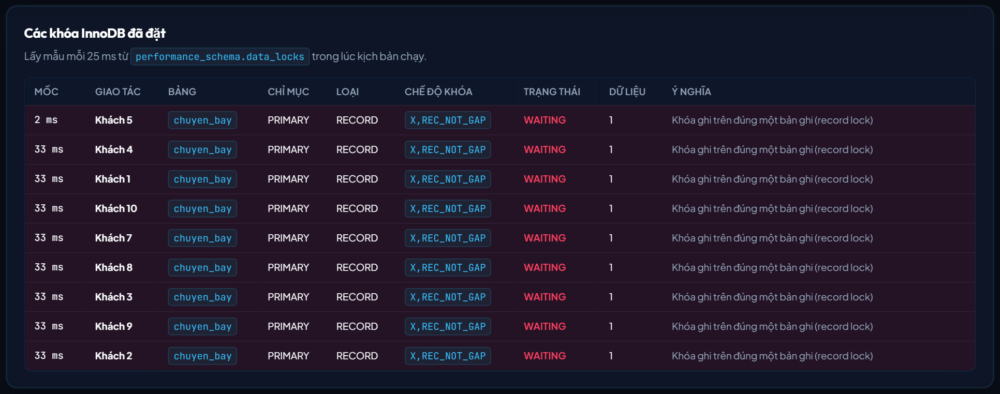 Các khóa InnoDB đã đặt
Lấy mẫu mỗi 25 ms từ performance_schema.data_locks trong lúc kịch bản chạy.
MỐC GIAO TÁC BẢNG CHỈ MỤC LOẠI CHẾ ĐỘ KHÓA TRẠNG THÁI DỮ LIỆU Ý NGHĨA
2 ms Khách 5 chuyen_bay PRIMARY RECORD X,REC_NOT_GAP WAITING 1 Khóa ghi trên đúng một bản ghi (record lock)
33 ms Khách 4 chuyen_bay PRIMARY RECORD X,REC_NOT_GAP WAITING 1 Khóa ghi trên đúng một bản ghi (record lock)
33 ms Khách 1 chuyen_bay PRIMARY RECORD X,REC_NOT_GAP WAITING 1 Khóa ghi trên đúng một bản ghi (record lock)
33 ms Khách 10 chuyen_bay PRIMARY RECORD X,REC_NOT_GAP WAITING 1 Khóa ghi trên đúng một bản ghi (record lock)
33 ms Khách 7 chuyen_bay PRIMARY RECORD X,REC_NOT_GAP WAITING 1 Khóa ghi trên đúng một bản ghi (record lock)
33 ms Khách 8 chuyen_bay PRIMARY RECORD X,REC_NOT_GAP WAITING 1 Khóa ghi trên đúng một bản ghi (record lock)
33 ms Khách 3 chuyen_bay PRIMARY RECORD X,REC_NOT_GAP WAITING 1 Khóa ghi trên đúng một bản ghi (record lock)
33 ms Khách 9 chuyen_bay PRIMARY RECORD X,REC_NOT_GAP WAITING 1 Khóa ghi trên đúng một bản ghi (record lock)
33 ms Khách 2 chuyen_bay PRIMARY RECORD X,REC_NOT_GAP WAITING 1 Khóa ghi trên đúng một bản ghi (record lock)